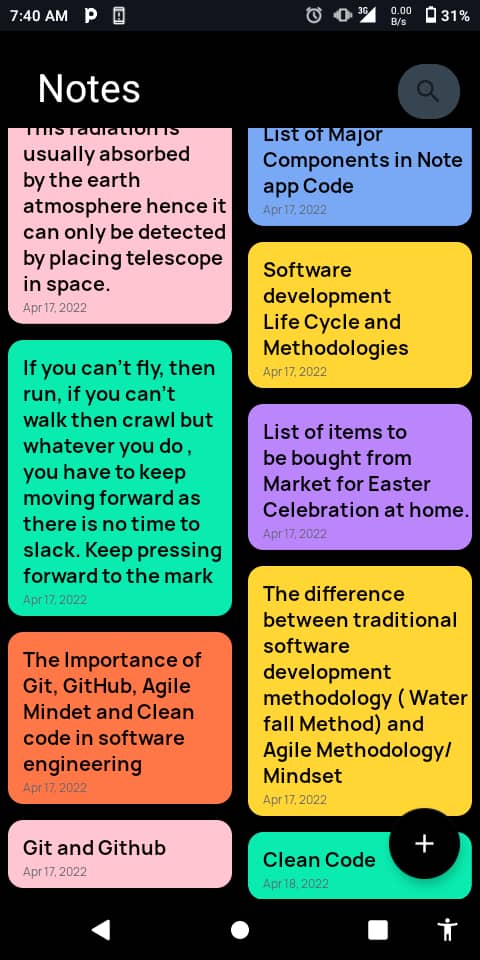 7:40 AM
3G
0.00
B/s
31%
Notes
This radiation is
usually absorbed
by the earth
atmosphere hence it
can only be detected
by placing telescope
in space.
Apr 17, 2022
If you can't fly, then
run, if you can't
walk then crawl but
whatever you do ,
you have to keep
moving forward as
there is no time to
slack. Keep pressing
forward to the mark
Apr 17, 2022
The Importance of
Git, GitHub, Agile
Mindet and Clean
code in software
engineering
Apr 17, 2022
Git and Github
Apr 17, 2022
List of Major
Components in Note
app Code
Apr 17, 2022
Software
development
Life Cycle and
Methodologies
Apr 17, 2022
List of items to
be bought from
Market for Easter
Celebration at home.
Apr 17, 2022
The difference
between traditional
software
development
methodology ( Water
fall Method) and
Agile Methodology/
Mindset
Apr 17, 2022
Clean Code
Apr 18, 2022